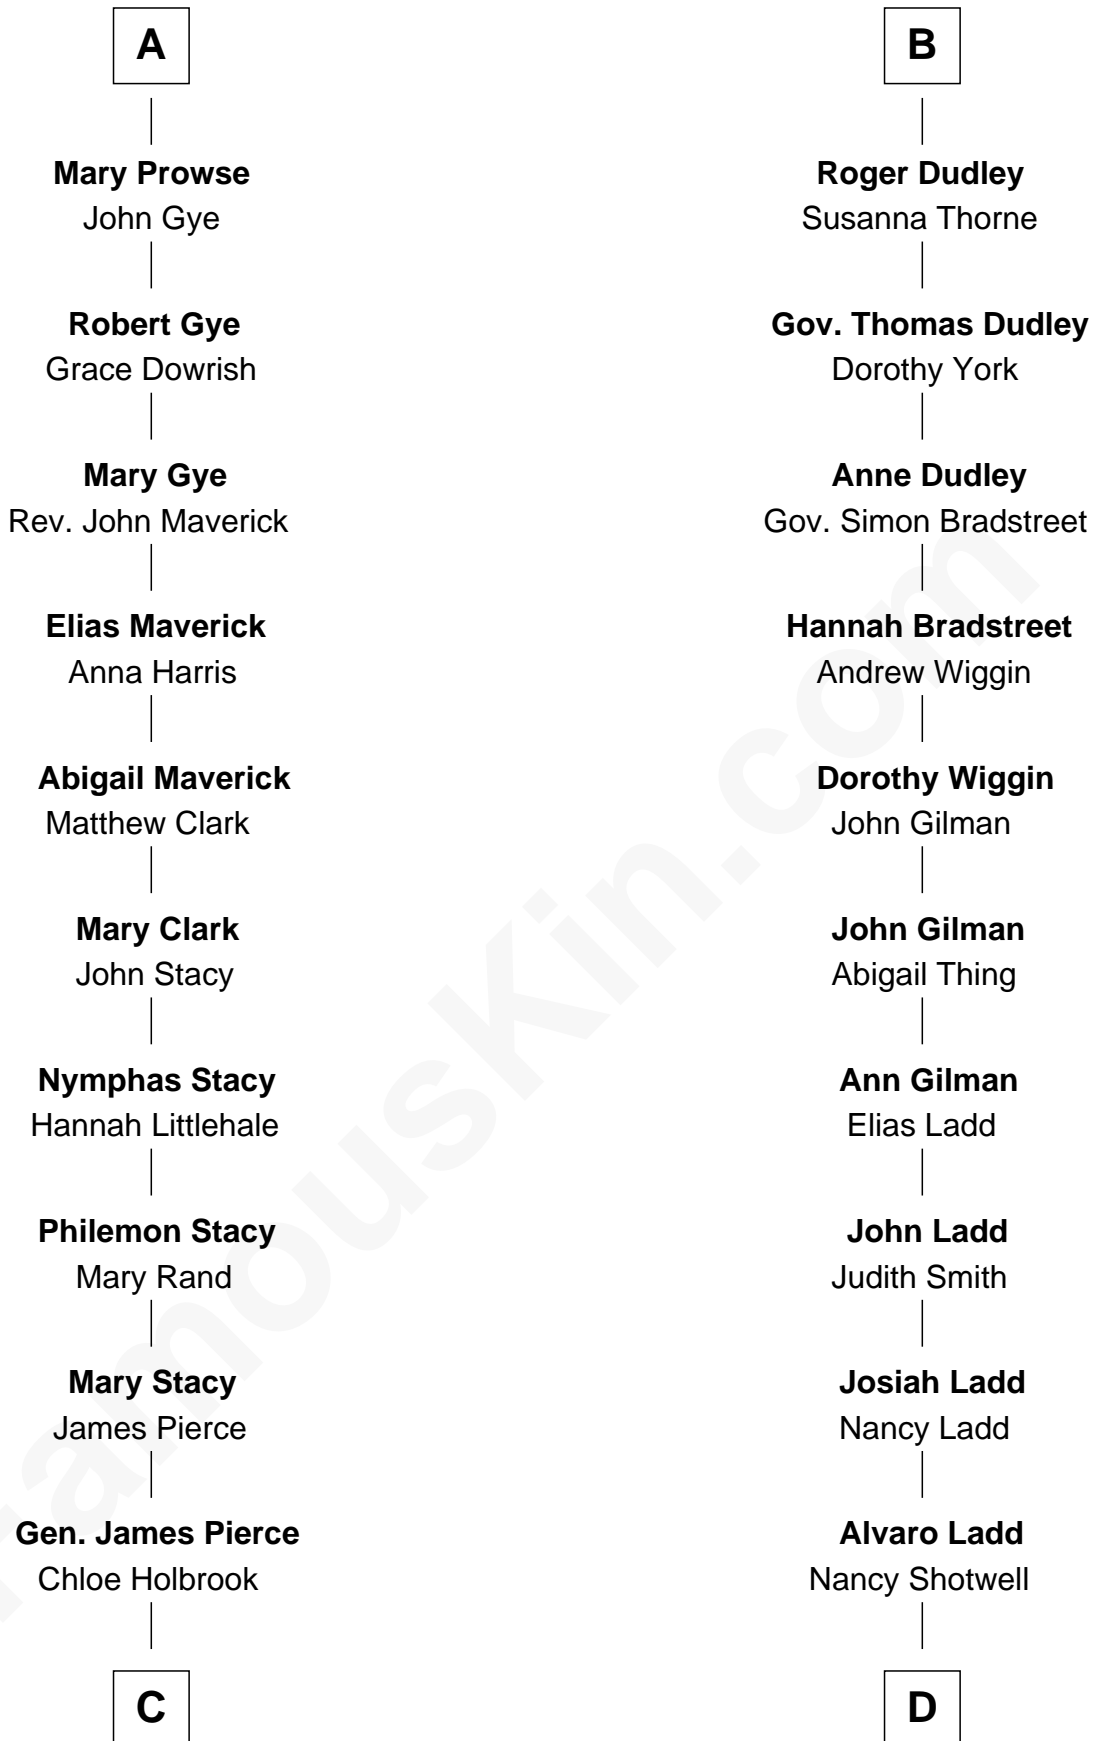 A
Mary Prowse
John Gye
Robert Gye
Grace Dowrish
Mary Gye
Rev. John Maverick
Elias Maverick
Anna Harris
Abigail Maverick
Matthew Clark
Mary Clark
John Stacy
Nymphas Stacy
Hannah Littlehale
Philemon Stacy
Mary Rand
Mary Stacy
James Pierce
Gen. James Pierce
Chloe Holbrook
C
B
Roger Dudley
Susanna Thorne
Gov. Thomas Dudley
Dorothy York
Anne Dudley
Gov. Simon Bradstreet
Hannah Bradstreet
Andrew Wiggin
Dorothy Wiggin
John Gilman
John Gilman
Abigail Thing
Ann Gilman
Elias Ladd
John Ladd
Judith Smith
Josiah Ladd
Nancy Ladd
Alvaro Ladd
Nancy Shotwell
D
FamousKin.com